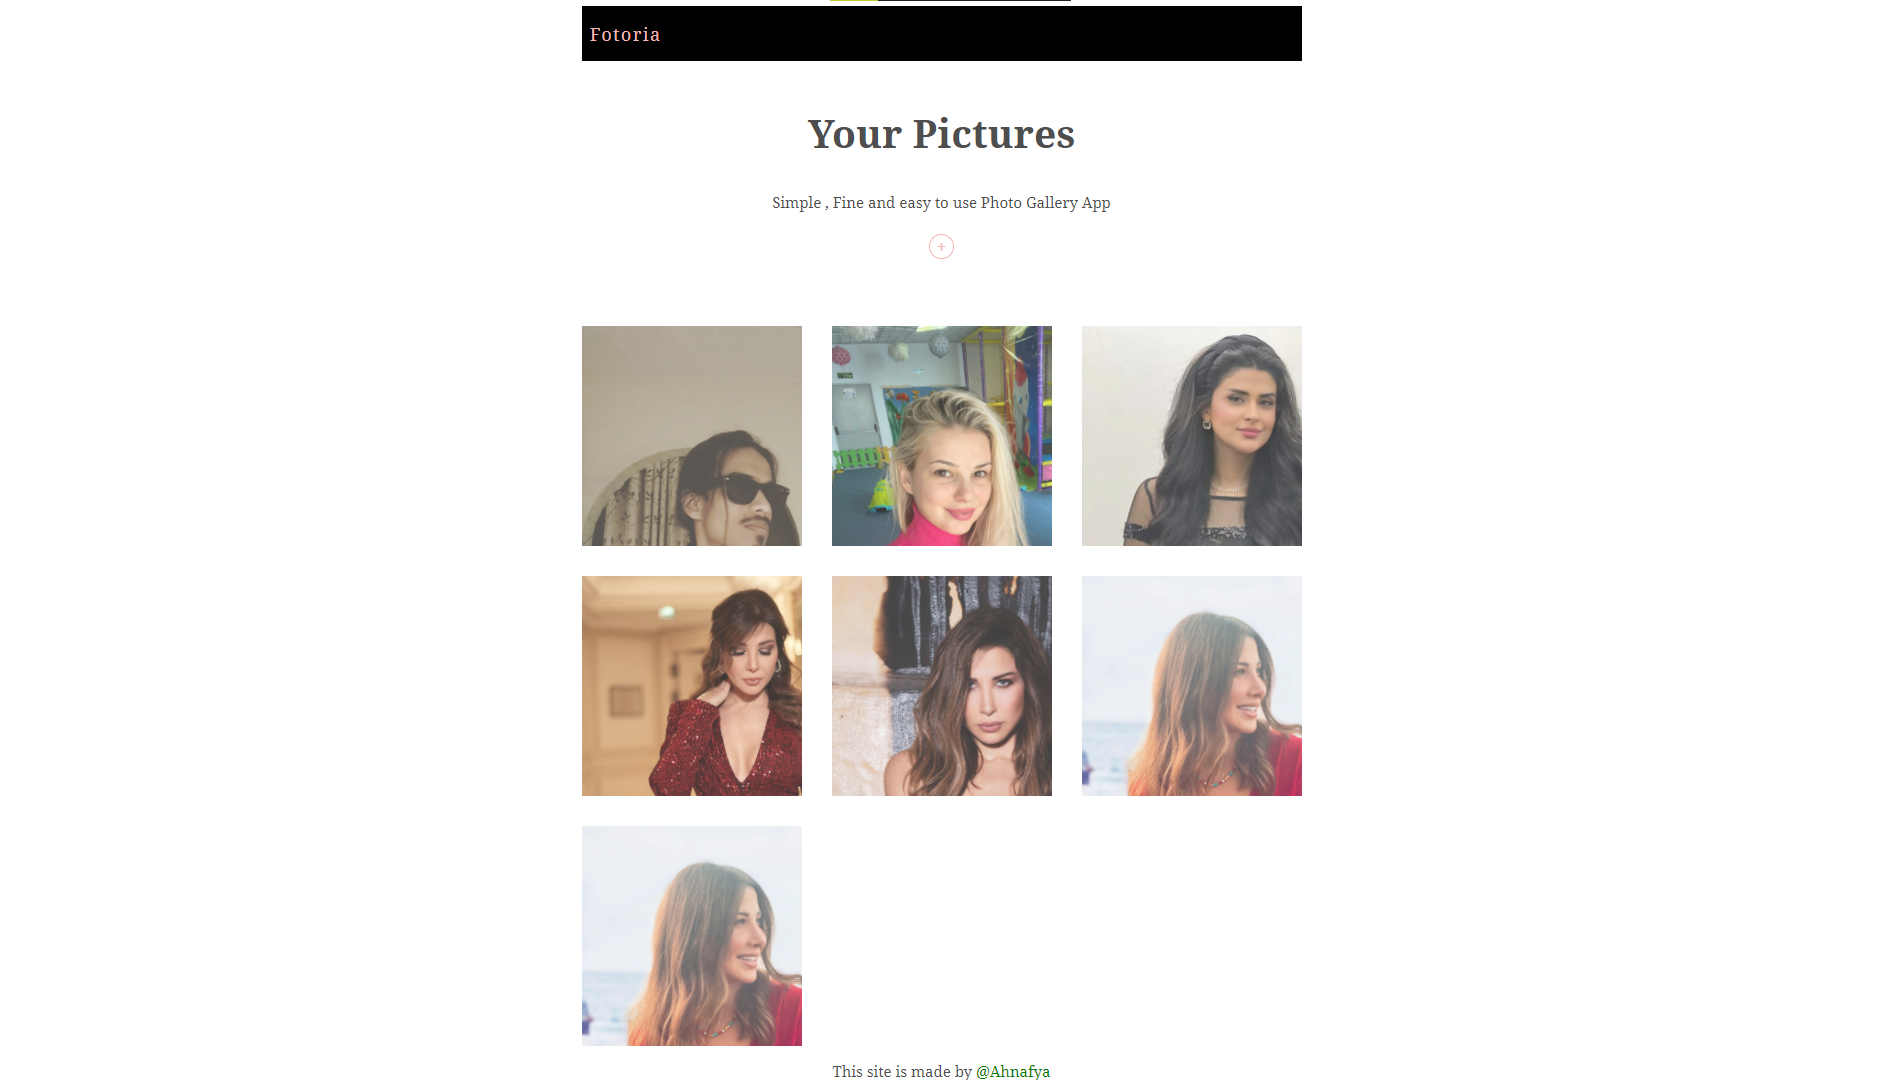 Fotoria
Your Pictures
Simple , Fine and easy to use Photo Gallery App
+
This site is made by @Ahnafya